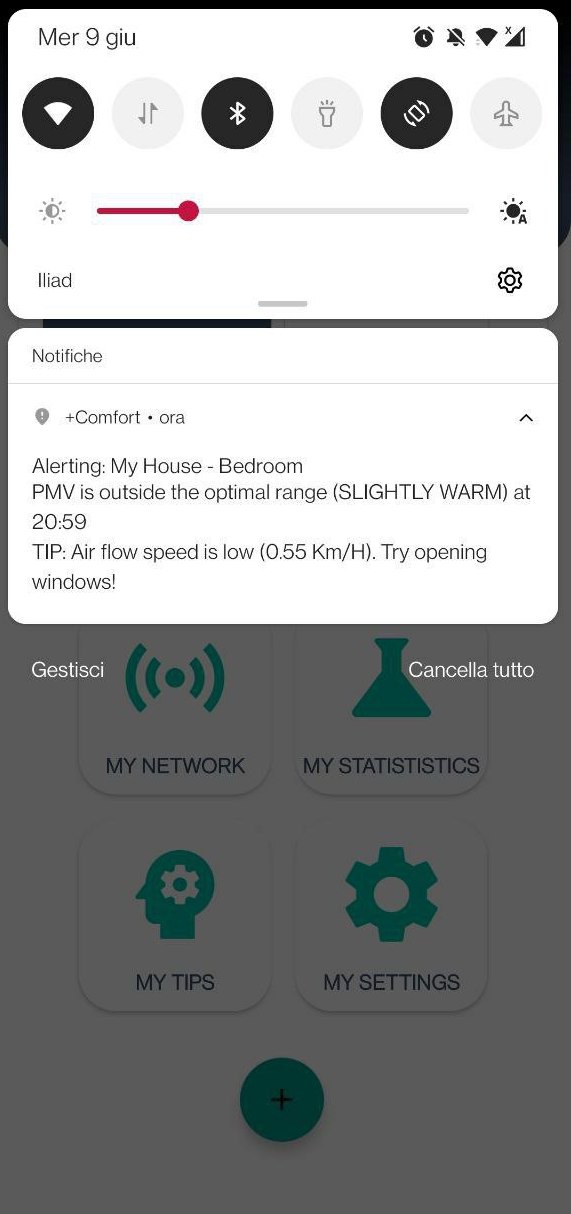 Mer 9 giu
Iliad
Notifiche
+Comfort • ora
Alerting: My House - Bedroom
PMV is outside the optimal range (SLIGHTLY WARM) at
20:59
TIP: Air flow speed is low (0.55 Km/H). Try opening
windows!
Gestisci Cancella tutto
MY NETWORK MY STATISTISTICS
MY TIPS MY SETTINGS